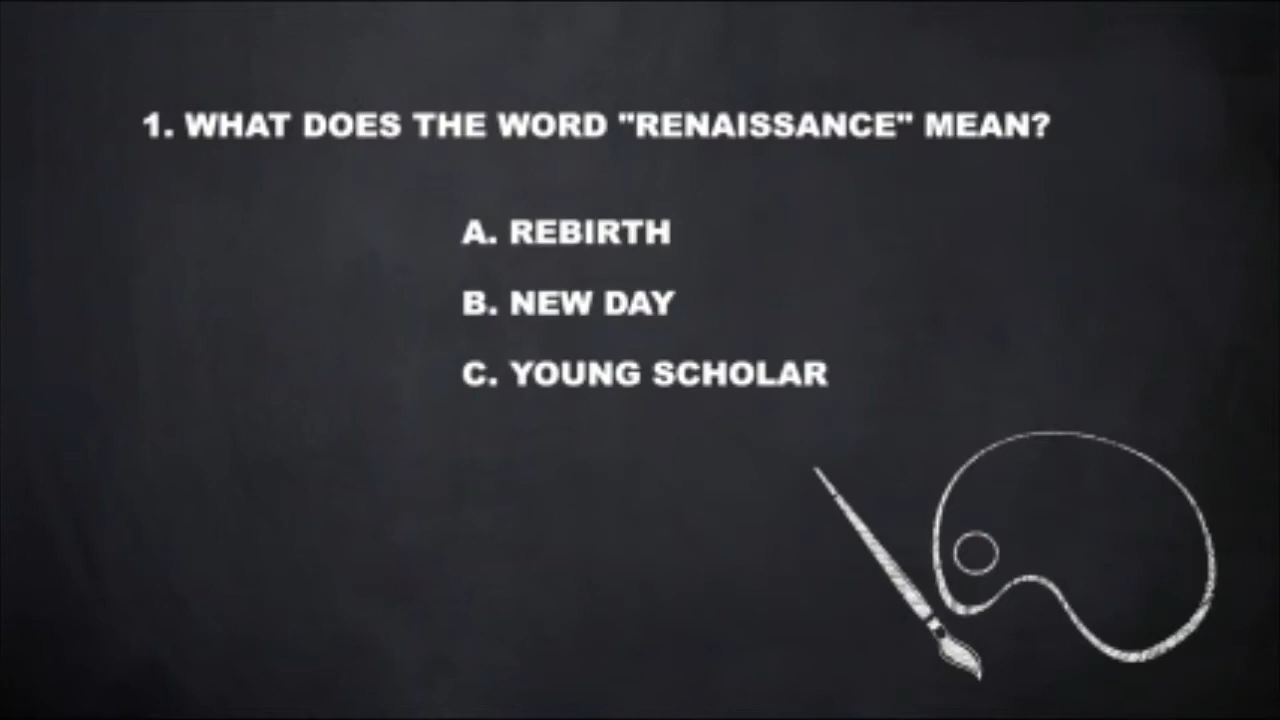 1. WHAT DOES THE WORD "RENAISSANCE" MEAN?
A. REBIRTH
B. NEW DAY
C. YOUNG SCHOLAR